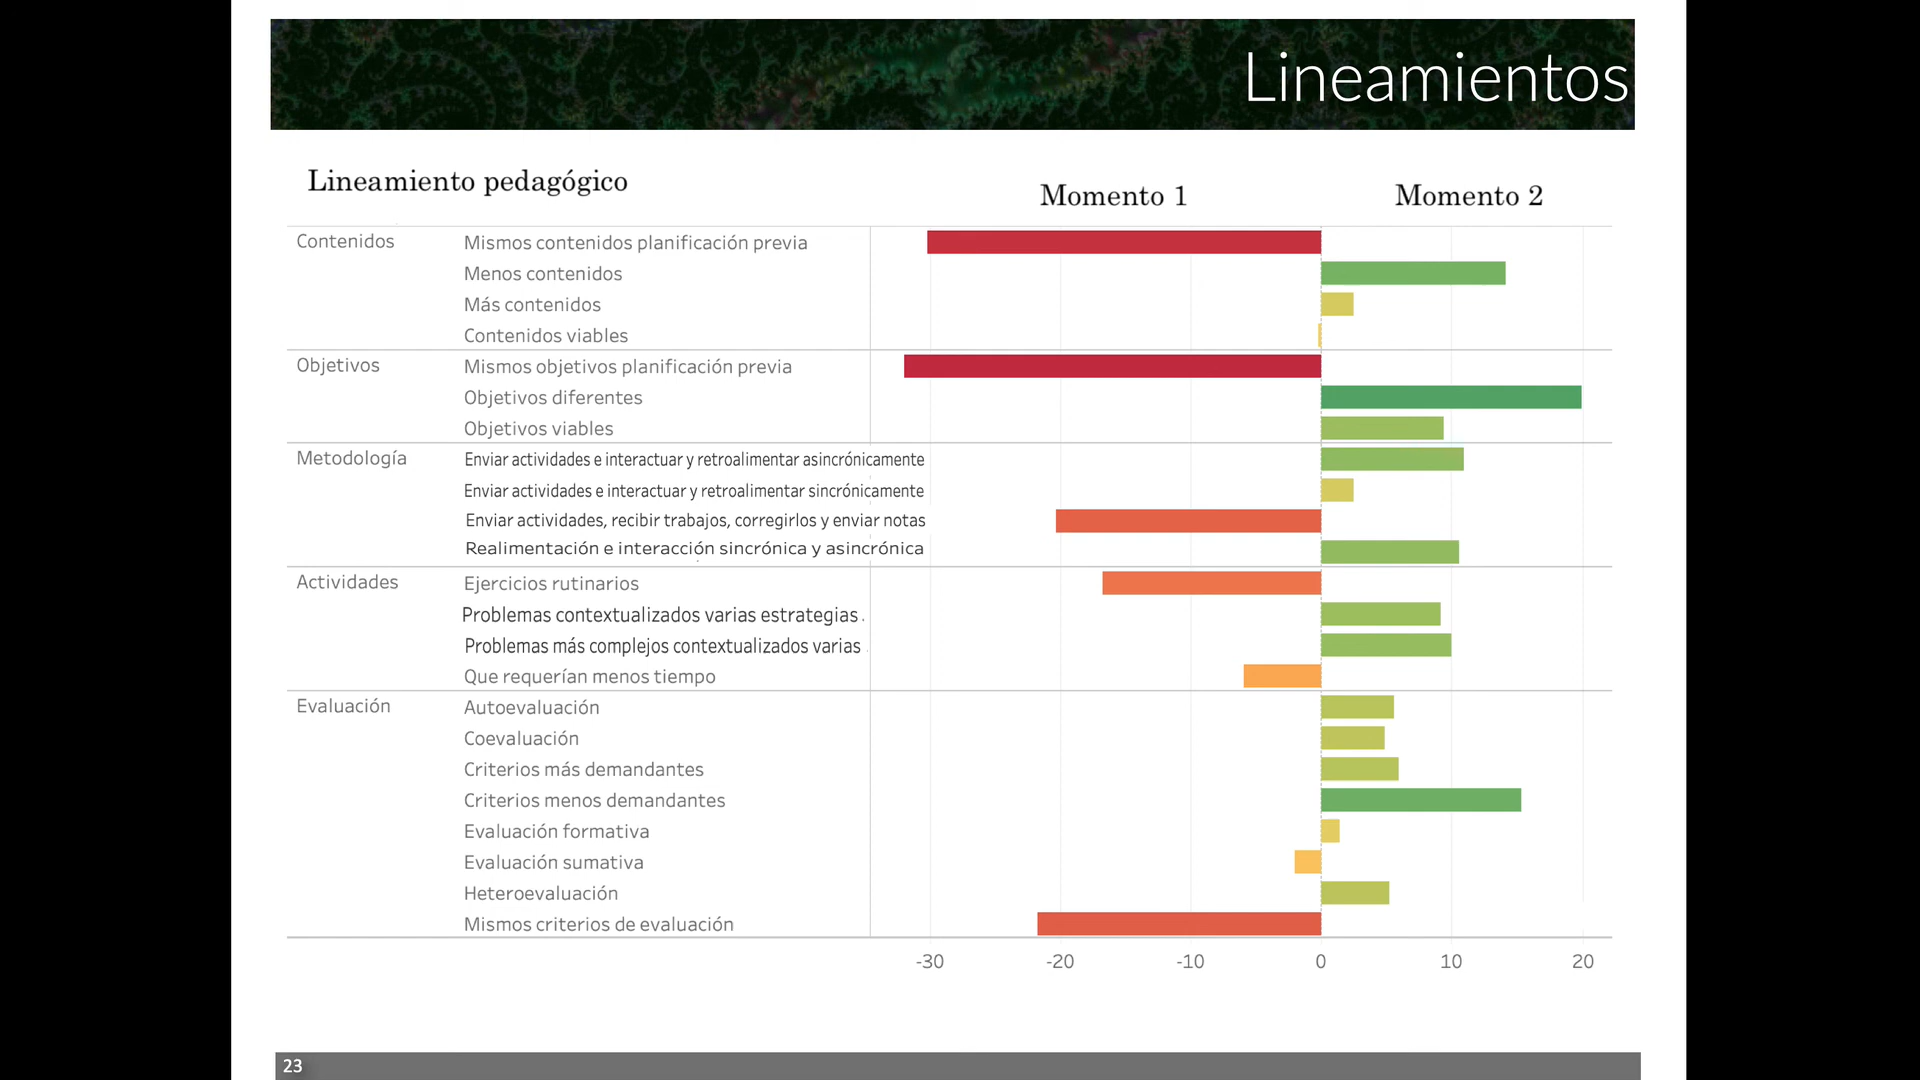 Lineamientos
Lineamiento pedagógico
Momento 1
Momento 2
Contenidos
Mismos contenidos planificación previa
Menos contenidos
Más contenidos
Contenidos viables
Objetivos
Mismos objetivos planificación previa
Objetivos diferentes
Objetivos viables
Metodología
Enviar actividades e interactuar y retroalimentar asincrónicamente
Enviar actividades e interactuar y retroalimentar sincrónicamente
Enviar actividades, recibir trabajos, corregirlos y enviar notas
Realimentación e interacción sincrónica y asincrónica
Actividades
Ejercicios rutinarios
Problemas contextualizados varias estrategias .
Problemas más complejos contextualizados varias .
Que requerían menos tiempo
Evaluación
Autoevaluación
Coevaluación
Criterios más demandantes
Criterios menos demandantes
Evaluación formativa
Evaluación sumativa
Heteroevaluación
Mismos criterios de evaluación
-30 -20 -10 0 10 20
23